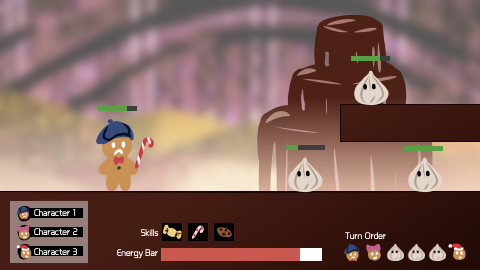 Character 1
Character 2
Character 3
Skills
Energy Bar
Turn Order